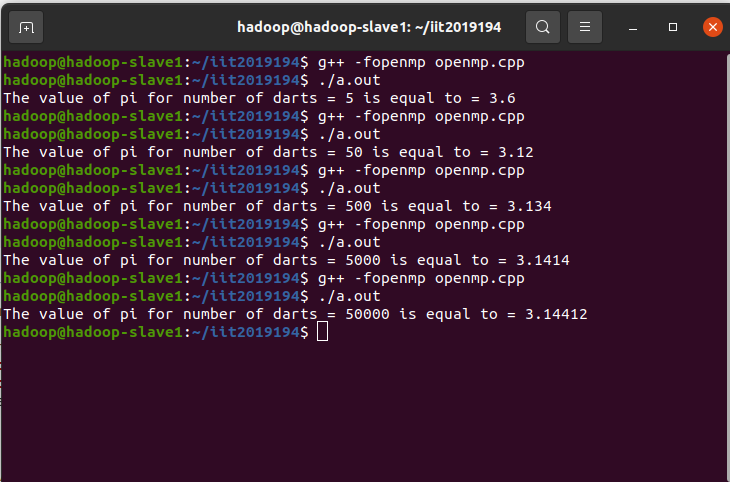 hadoop@hadoop-slave1: ~/iit2019194
hadoop@hadoop-slave1:~/iit2019194$ g++ -fopenmp openmp.cpp
hadoop@hadoop-slave1:~/iit2019194$ ./a.out
The value of pi for number of darts = 5 is equal to = 3.6
hadoop@hadoop-slave1:~/iit2019194$ g++ -fopenmp openmp.cpp
hadoop@hadoop-slave1:~/iit2019194$ ./a.out
The value of pi for number of darts = 50 is equal to = 3.12
hadoop@hadoop-slave1:~/iit2019194$ g++ -fopenmp openmp.cpp
hadoop@hadoop-slave1:~/iit2019194$ ./a.out
The value of pi for number of darts = 500 is equal to = 3.134
hadoop@hadoop-slave1:~/iit2019194$ g++ -fopenmp openmp.cpp
hadoop@hadoop-slave1:~/iit2019194$ ./a.out
The value of pi for number of darts = 5000 is equal to = 3.1414
hadoop@hadoop-slave1:~/iit2019194$ g++ -fopenmp openmp.cpp
hadoop@hadoop-slave1:~/iit2019194$ ./a.out
The value of pi for number of darts = 50000 is equal to = 3.14412
hadoop@hadoop-slave1:~/iit2019194$